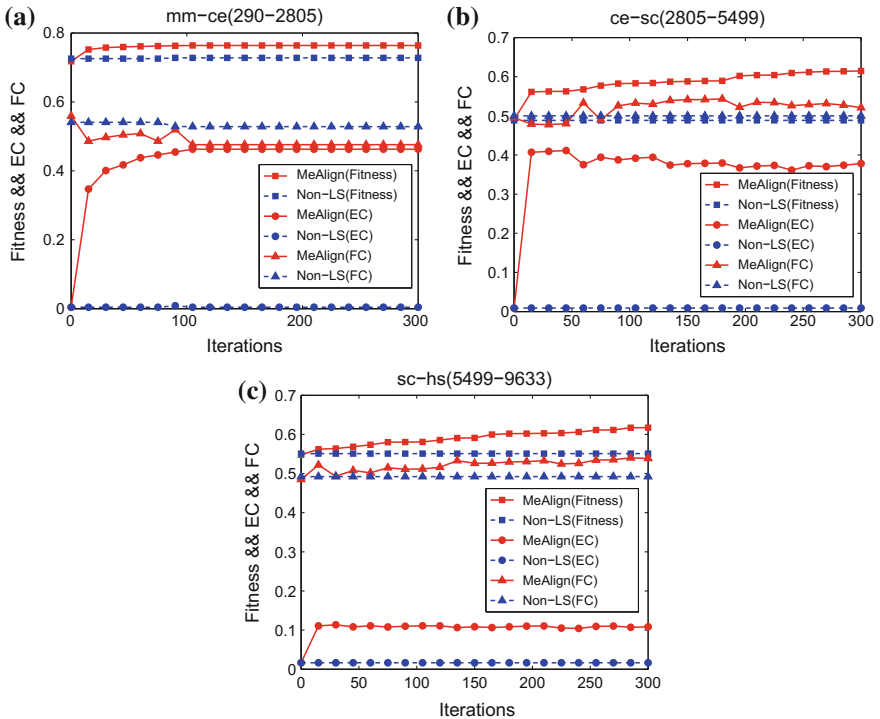 (a)
mm−ce(290−2805)
Fitness && EC && FC
0.8
0.6
0.4
0.2
0
0 100 200 300
Iterations
MeAlign(Fitness)
Non−LS(Fitness)
MeAlign(EC)
Non−LS(EC)
MeAlign(FC)
Non−LS(FC)
(b)
ce−sc(2805−5499)
Fitness && EC && FC
0.7
0.6
0.5
0.4
0.3
0.2
0.1
0
0 50 100 150 200 250 300
Iterations
MeAlign(Fitness)
Non−LS(Fitness)
MeAlign(EC)
Non−LS(EC)
MeAlign(FC)
Non−LS(FC)
(c)
sc−hs(5499−9633)
Fitness && EC && FC
0.7
0.6
0.5
0.4
0.3
0.2
0.1
0
0 50 100 150 200 250 300
Iterations
MeAlign(Fitness)
Non−LS(Fitness)
MeAlign(EC)
Non−LS(EC)
MeAlign(FC)
Non−LS(FC)